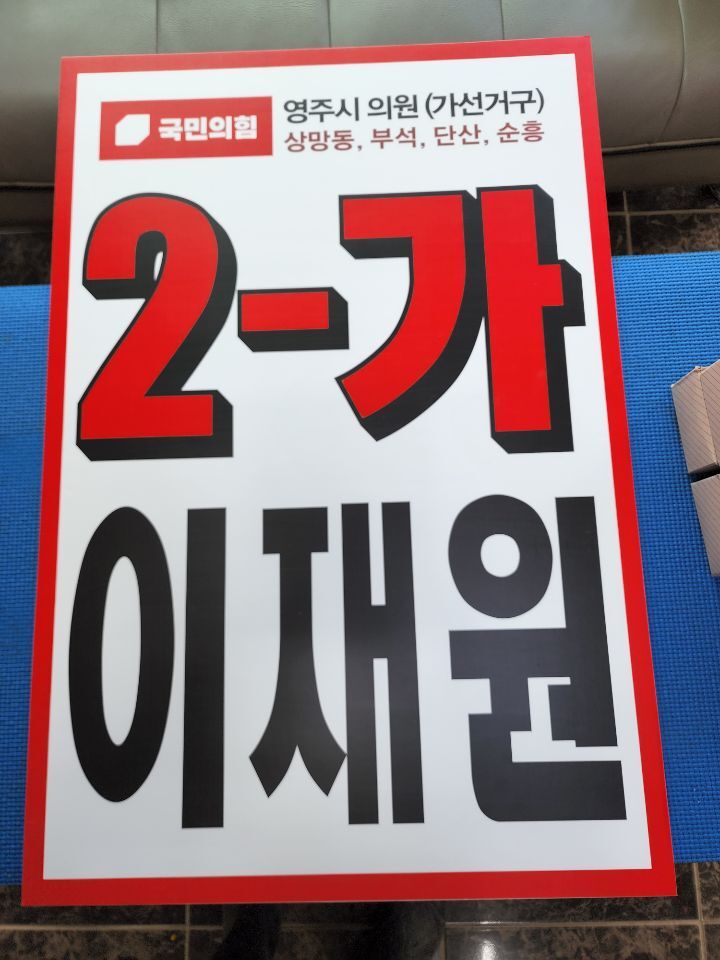 국민의힘
영주시 의원 (가선거구)
상망동, 부석, 단산, 순흥
2-가
이재원